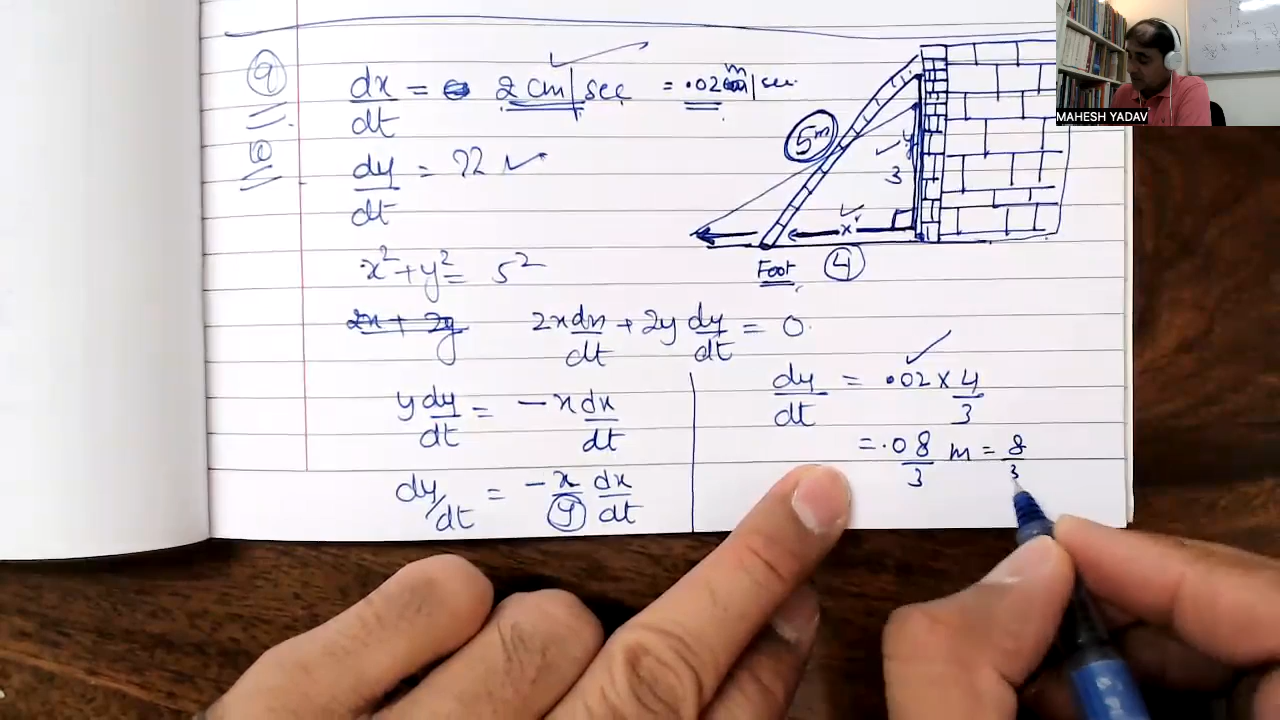 9
dx/dt = 2 cm/sec = .02 m/sec
10
dy/dt = ?? ✓
x² + y² = 5²
2x dx/dt + 2y dy/dt = 0
y dy/dt = -x dx/dt
dy/dt = -x/y dx/dt
dy/dt = .02 × 4/3
= .08/3 m = 8/3
5m
y
3
x
Foot
4
MAHESH YADAV